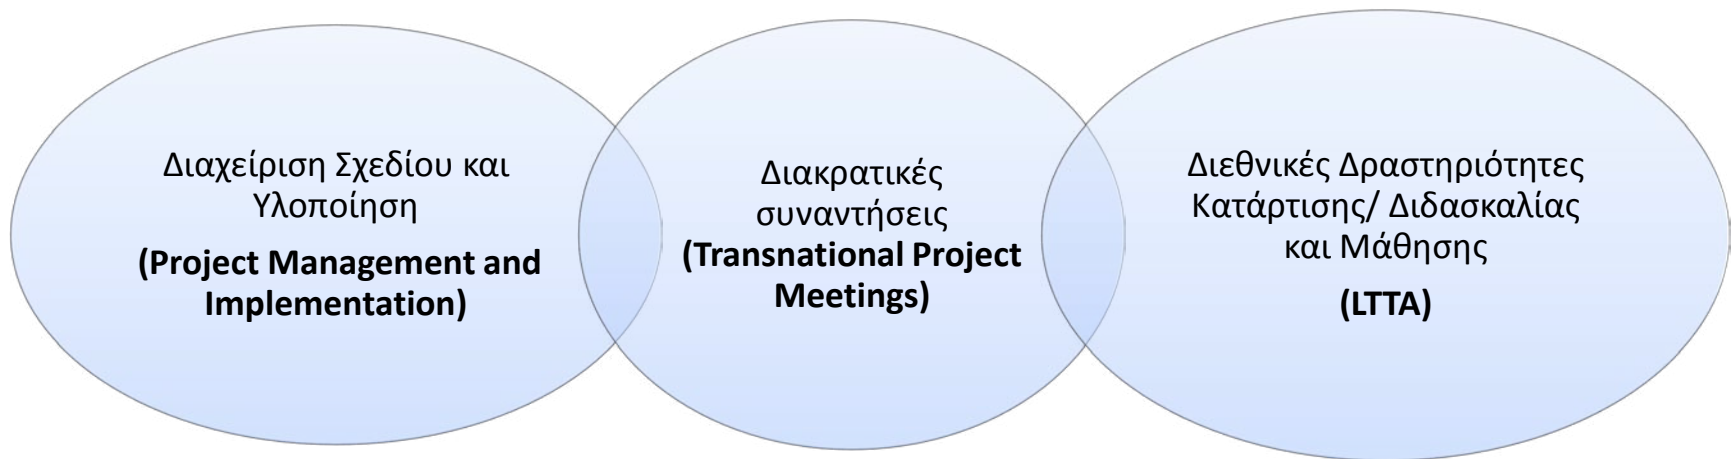 Διαχείριση Σχεδίου και
Υλοποίηση
(Project Management and
Implementation)
Διακρατικές
συναντήσεις
(Transnational Project
Meetings)
Διεθνικές Δραστηριότητες
Κατάρτισης/ Διδασκαλίας
και Μάθησης
(LTTA)